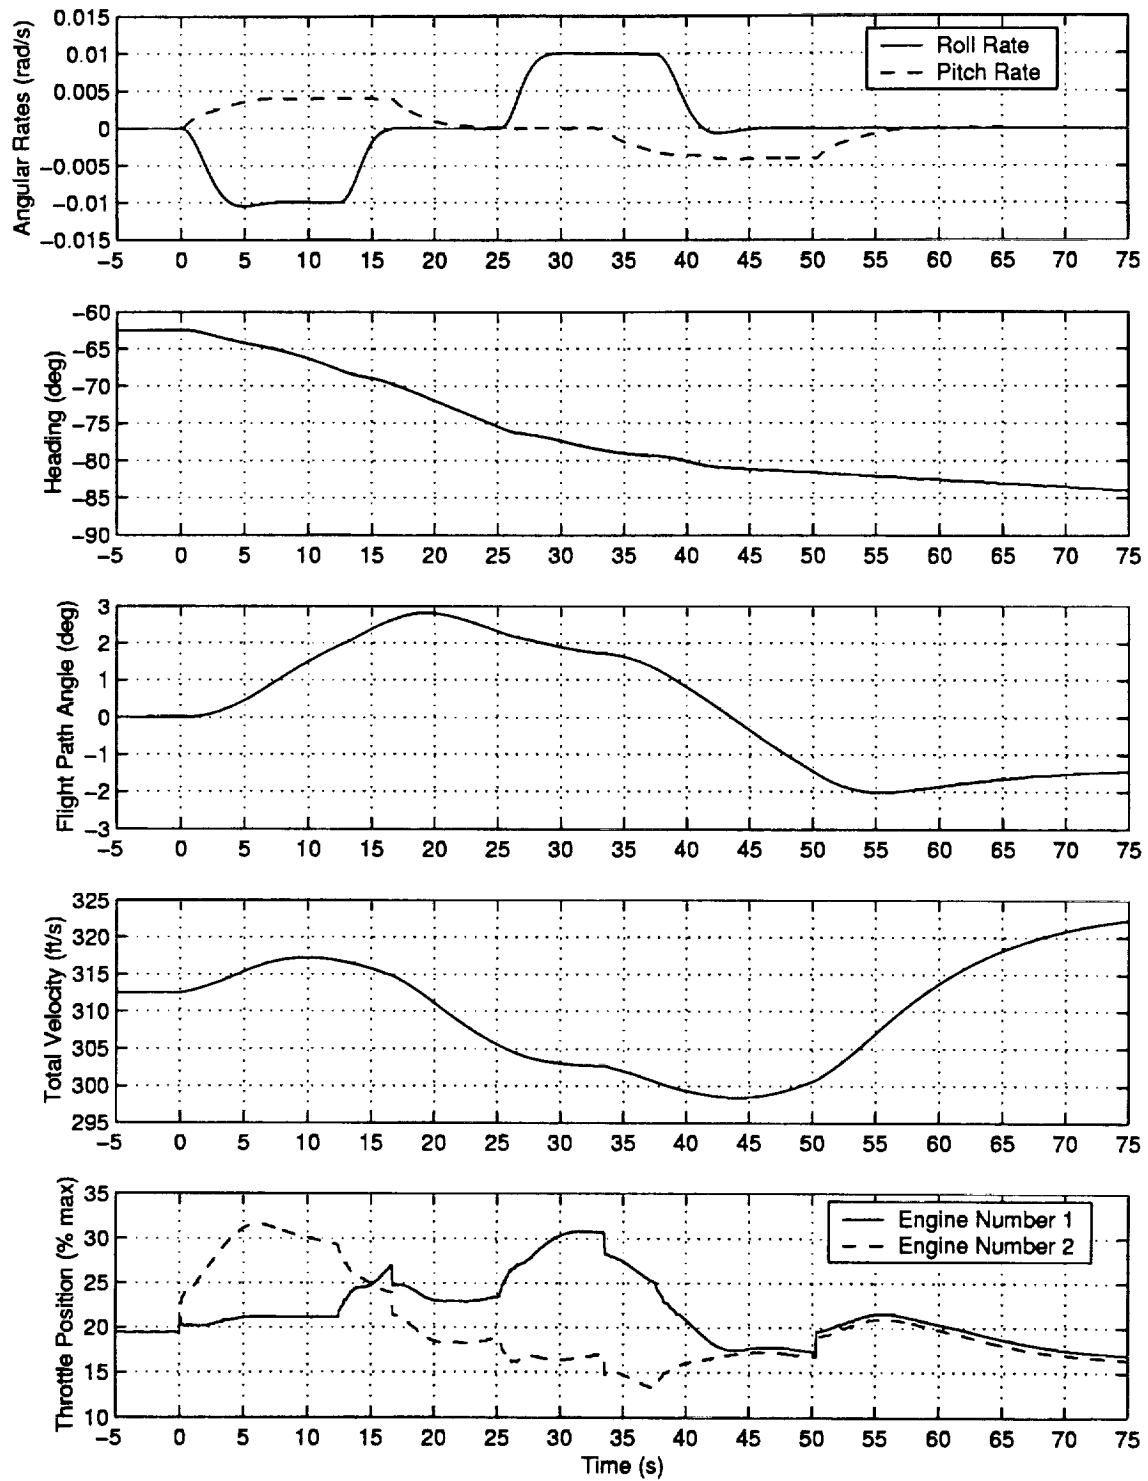 Angular Rates (rad/s)
0.015
0.01
0.005
0
−0.005
−0.01
−0.015
Roll Rate
Pitch Rate
−5 0 5 10 15 20 25 30 35 40 45 50 55 60 65 70 75
Heading (deg)
−60
−65
−70
−75
−80
−85
−90
−5 0 5 10 15 20 25 30 35 40 45 50 55 60 65 70 75
Flight Path Angle (deg)
3
2
1
0
−1
−2
−3
−5 0 5 10 15 20 25 30 35 40 45 50 55 60 65 70 75
Total Velocity (ft/s)
325
320
315
310
305
300
295
−5 0 5 10 15 20 25 30 35 40 45 50 55 60 65 70 75
Throttle Position (% max)
35
30
25
20
15
10
Engine Number 1
Engine Number 2
−5 0 5 10 15 20 25 30 35 40 45 50 55 60 65 70 75
Time (s)